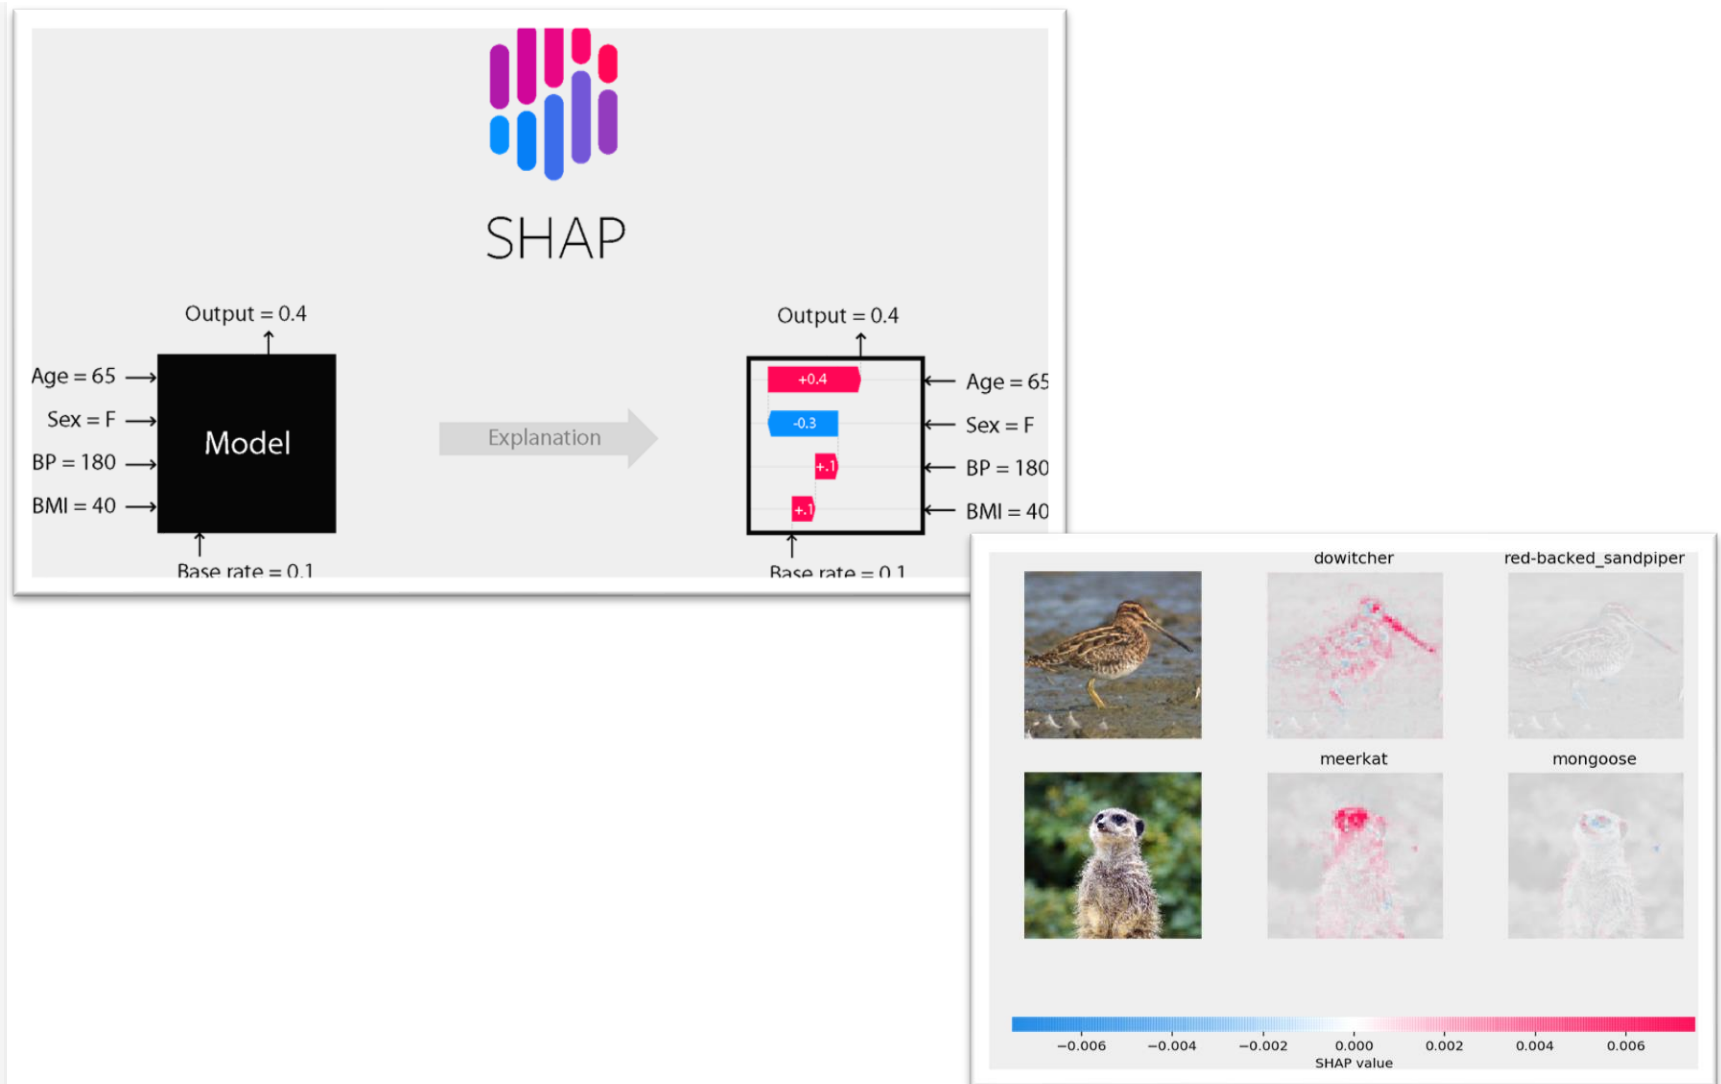 SHAP
Output = 0.4
Age = 65
Sex = F
BP = 180
BMI = 40
Model
Base rate = 0.1
Explanation
Output = 0.4
+0.4
-0.3
+.1
+.1
Age = 65
Sex = F
BP = 180
BMI = 40
Base rate = 0.1
dowitcher
red-backed_sandpiper
meerkat
mongoose
−0.006 −0.004 −0.002 0.000 0.002 0.004 0.006
SHAP value